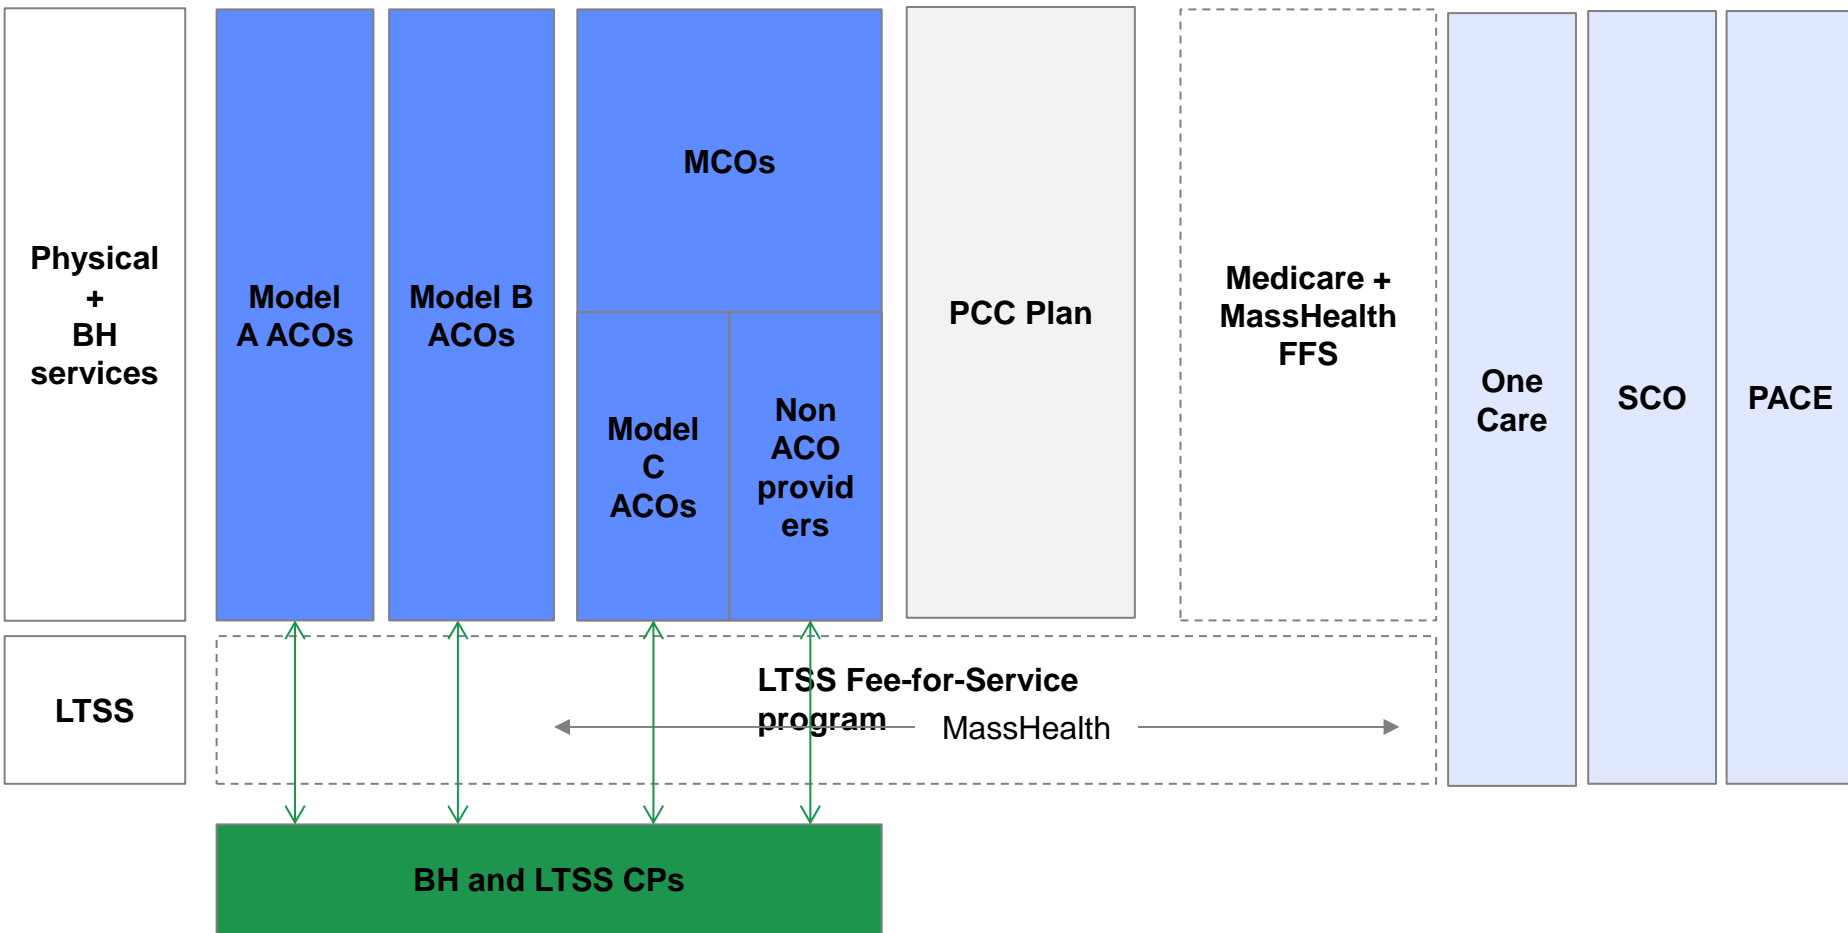 Physical
+
BH
services
Model
A ACOs
Model B
ACOs
MCOs
Model
C
ACOs
Non
ACO
provid
ers
PCC Plan
Medicare +
MassHealth
FFS
One
Care
SCO
PACE
LTSS
LTSS Fee-for-Service
program
MassHealth
BH and LTSS CPs